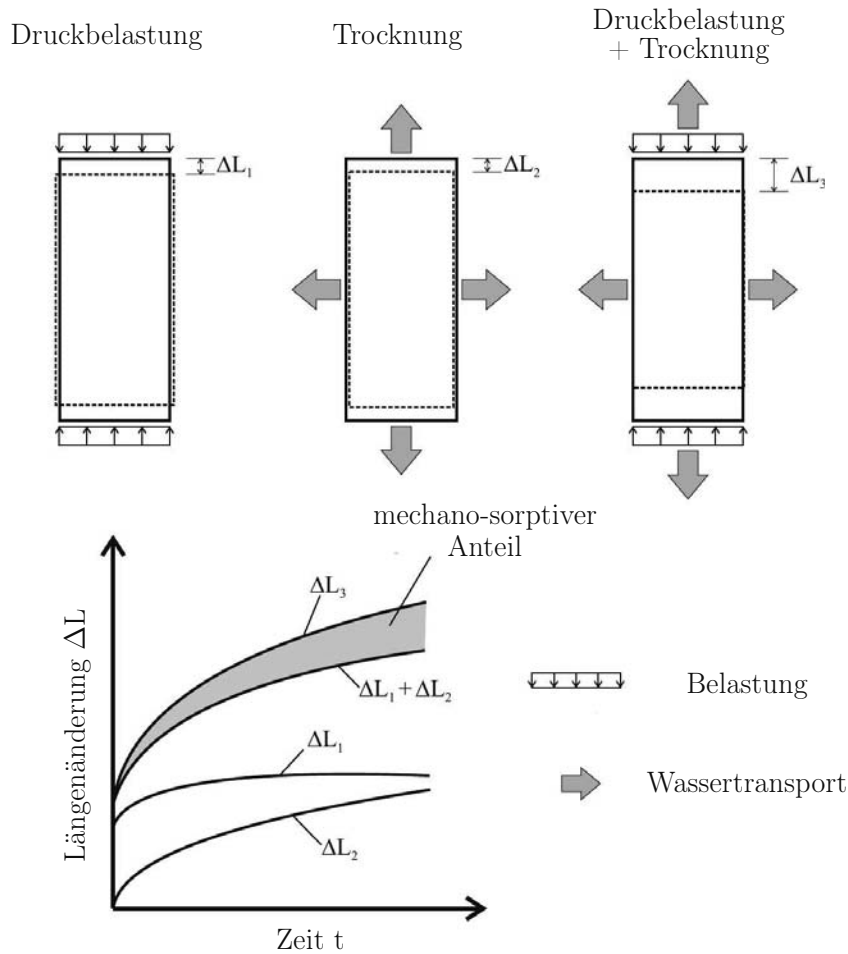 Druckbelastung
Trocknung
Druckbelastung
+ Trocknung
ΔL₁
ΔL₂
ΔL₃
mechano-sorptiver
Anteil
Längenänderung ΔL
ΔL₃
ΔL₁ + ΔL₂
ΔL₁
ΔL₂
Zeit t
Belastung
Wassertransport